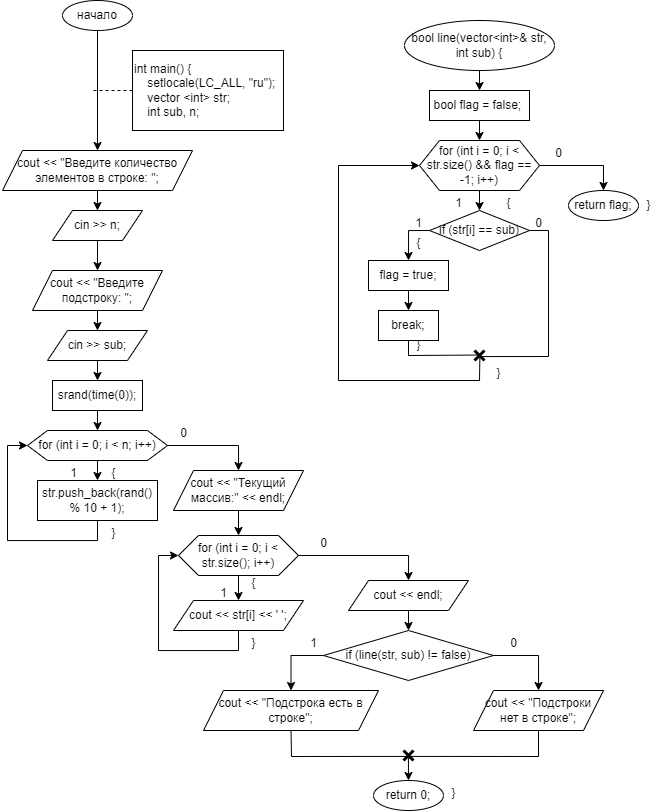 начало
int main() {
setlocale(LC_ALL, "ru");
vector <int> str;
int sub, n;
cout << "Введите количество
элементов в строке: ";
cin >> n;
cout << "Введите
подстроку: ";
cin >> sub;
srand(time(0));
for (int i = 0; i < n; i++)
0
1
{
str.push_back(rand()
% 10 + 1);
}
cout << "Текущий
массив:" << endl;
for (int i = 0; i <
str.size(); i++)
0
{
1
cout << str[i] << ' ';
}
cout << endl;
if (line(str, sub) != false)
1
0
cout << "Подстрока есть в
строке";
cout << "Подстроки
нет в строке";
return 0;
}
bool line(vector<int>& str,
int sub) {
bool flag = false;
for (int i = 0; i <
str.size() && flag ==
-1; i++)
0
return flag;
}
1
{
if (str[i] == sub)
1
0
{
flag = true;
break;
}
}